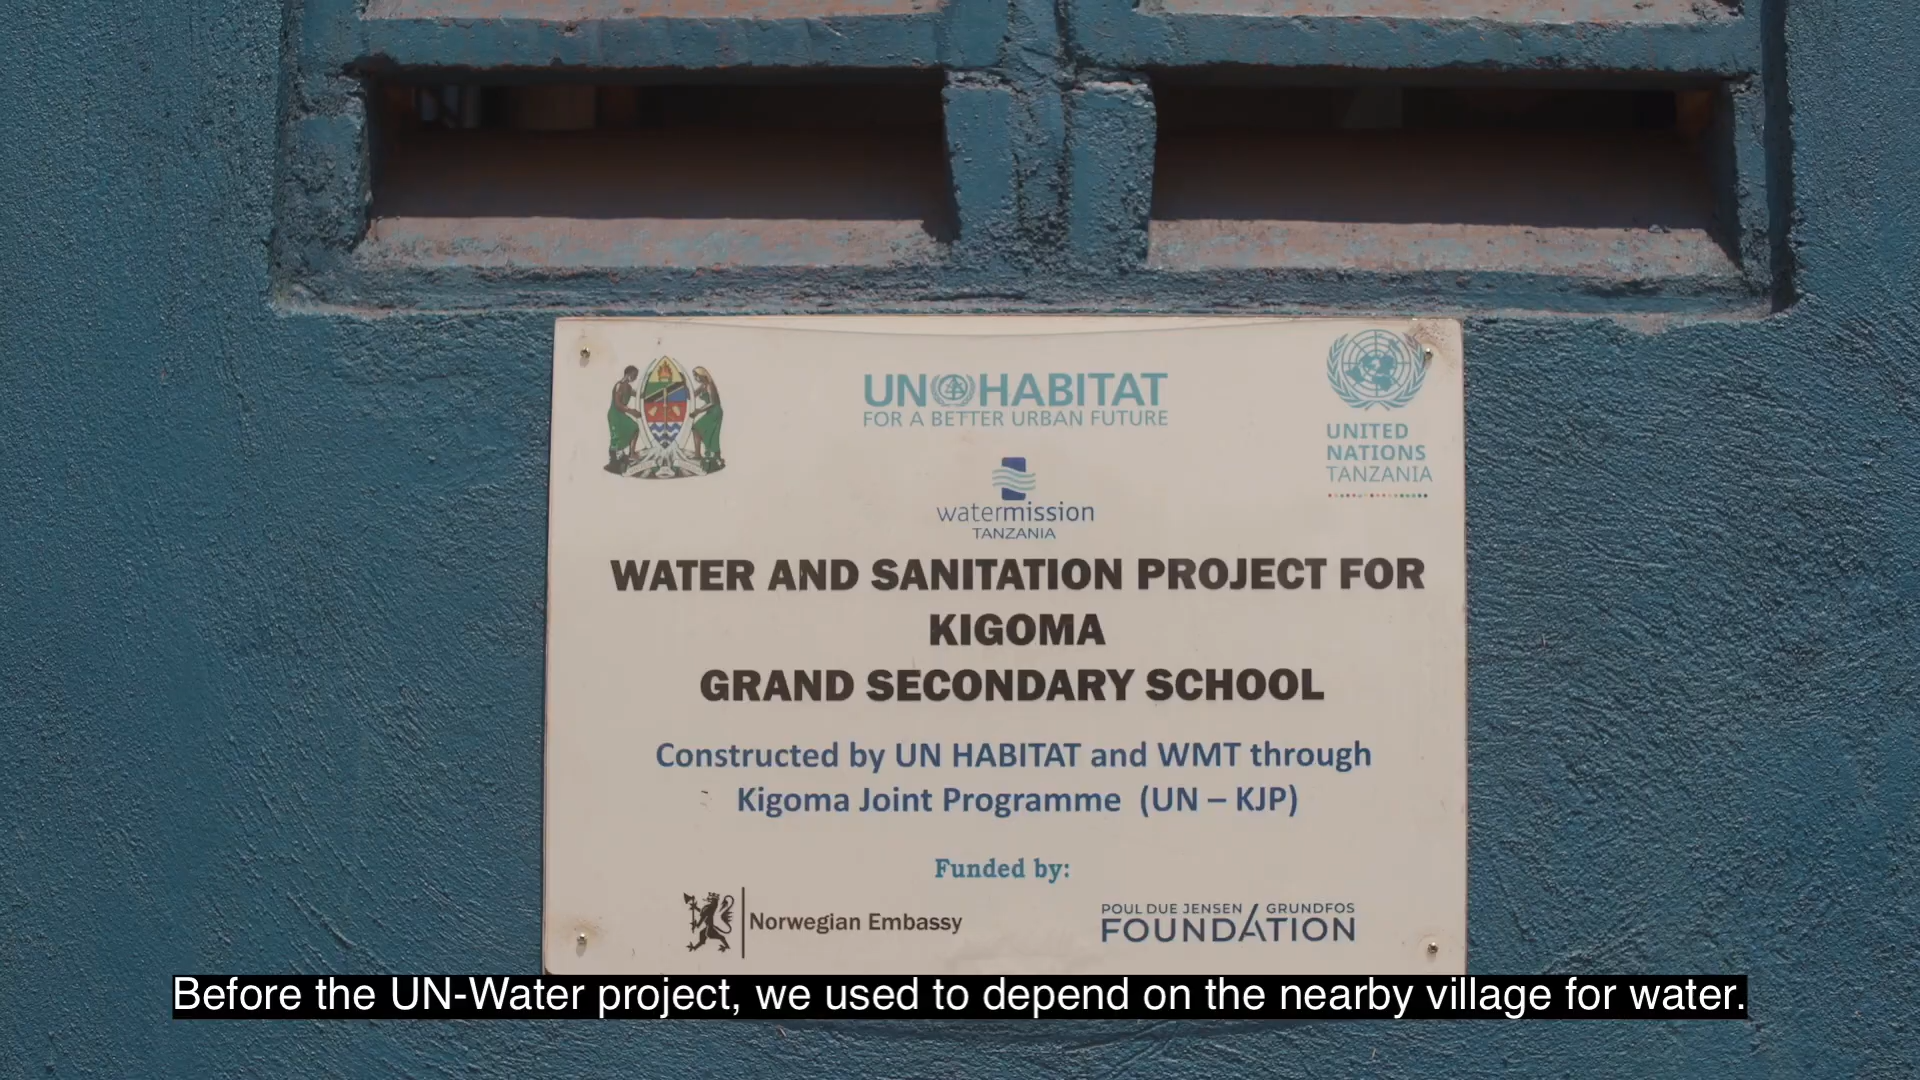 UN HABITAT
FOR A BETTER URBAN FUTURE
UNITED
NATIONS
TANZANIA
watermission
TANZANIA
WATER AND SANITATION PROJECT FOR
KIGOMA
GRAND SECONDARY SCHOOL
Constructed by UN HABITAT and WMT through
Kigoma Joint Programme (UN – KJP)
Funded by:
Norwegian Embassy
POUL DUE JENSEN / GRUNDFOS
FOUNDATION
Before the UN-Water project, we used to depend on the nearby village for water.